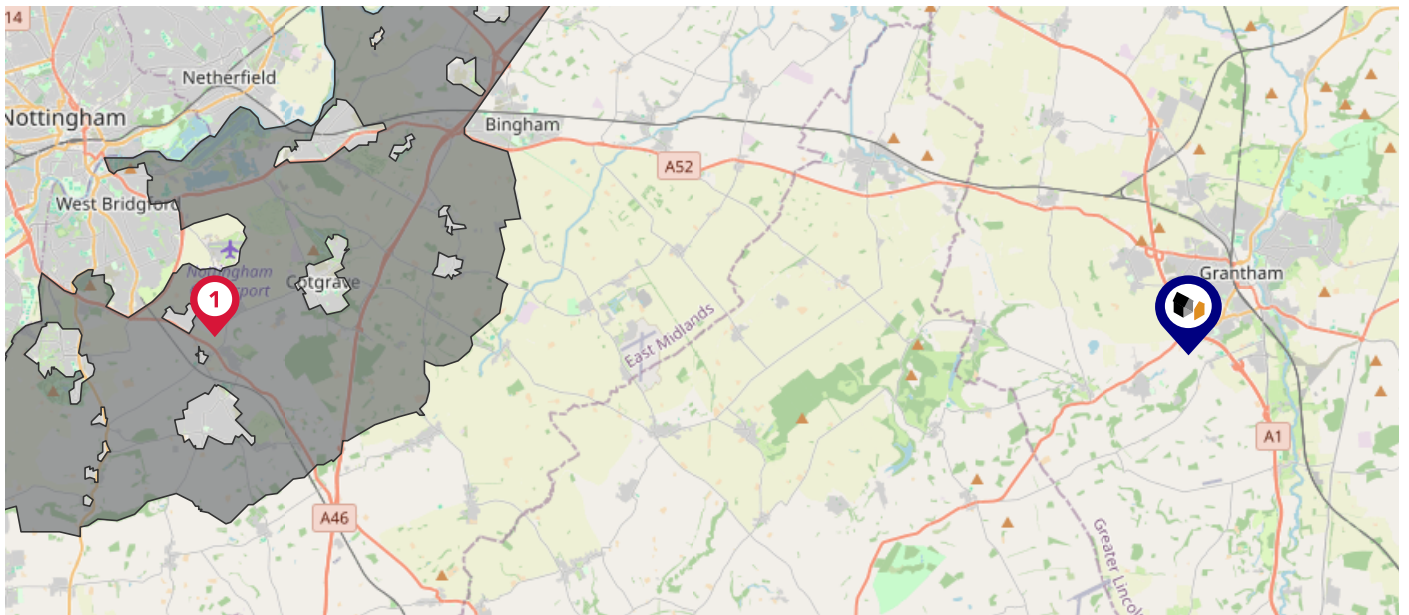 14
Netherfield
Nottingham
Bingham
A52
West Bridgford
Nottingham
Airport
Cotgrave
1
Grantham
East Midlands
A1
A46
Greater Lincol